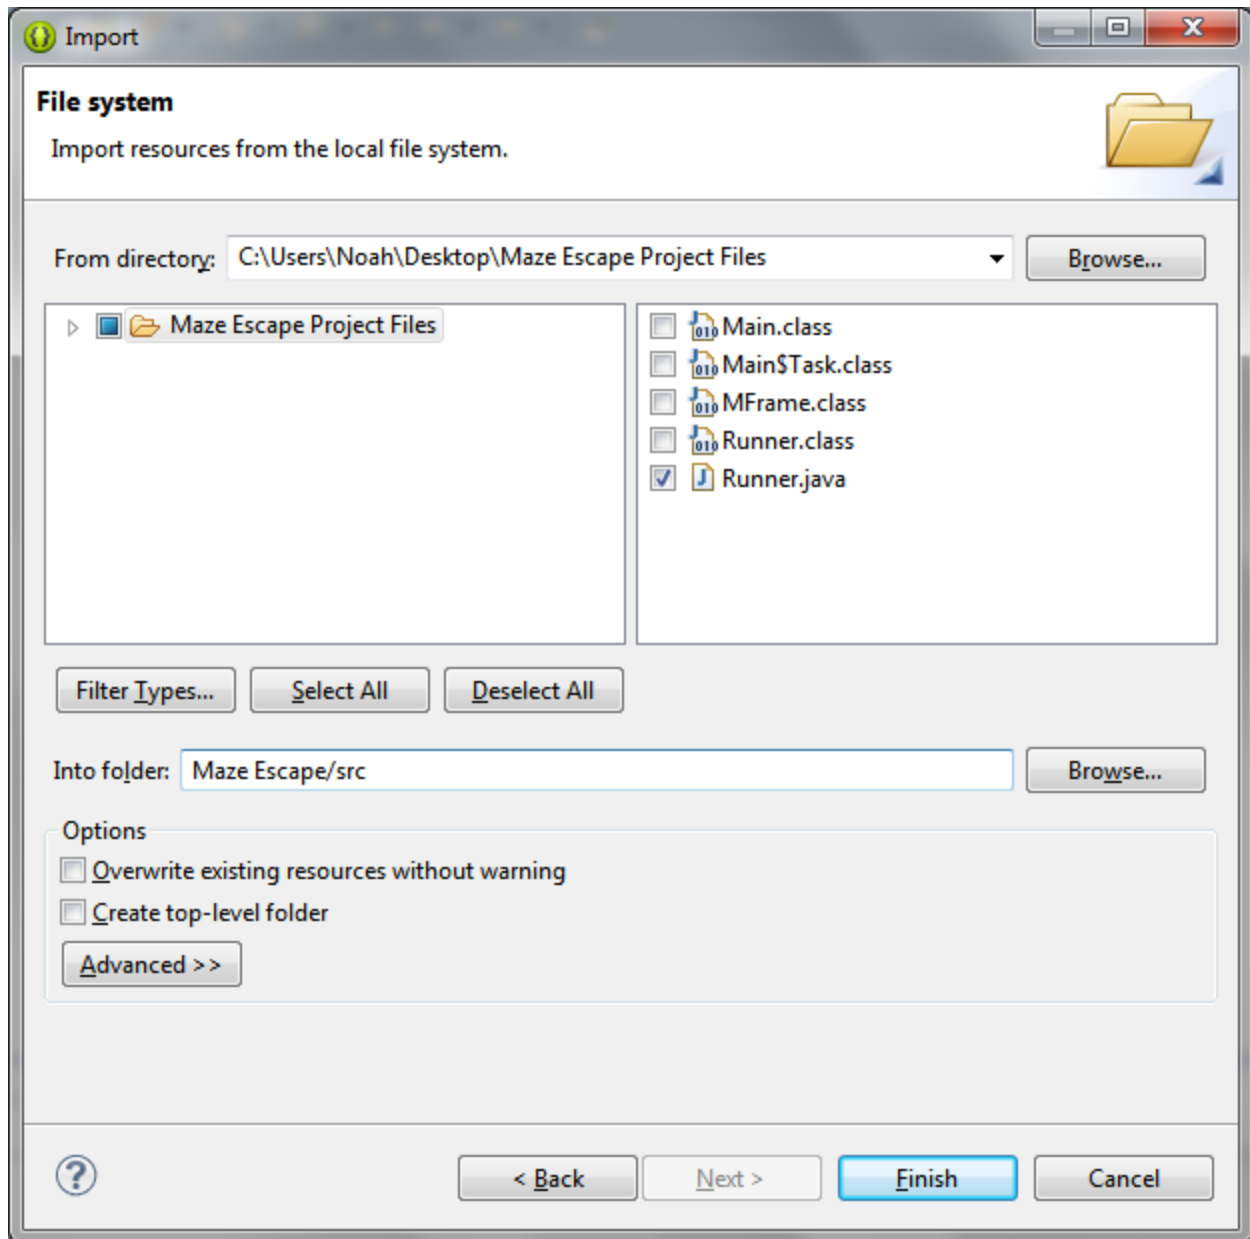 Import
File system
Import resources from the local file system.
From directory: C:\Users\Noah\Desktop\Maze Escape Project Files Browse...
Maze Escape Project Files
Main.class
Main$Task.class
MFrame.class
Runner.class
Runner.java
Filter Types... Select All Deselect All
Into folder: Maze Escape/src Browse...
Options
Overwrite existing resources without warning
Create top-level folder
Advanced >>
? < Back Next > Finish Cancel